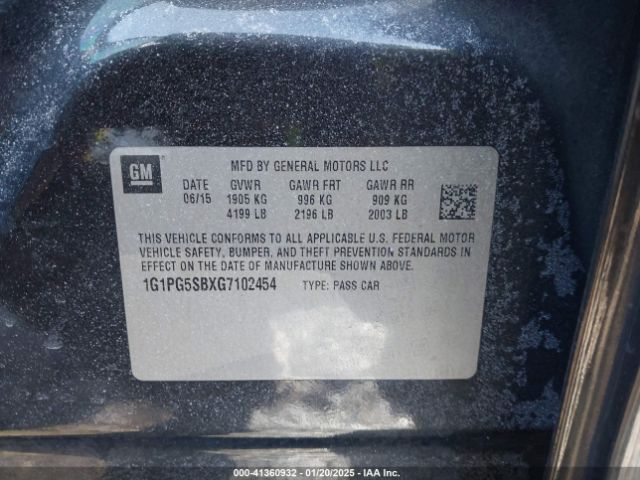 GM
MFD BY GENERAL MOTORS LLC
DATE GVWR GAWR FRT GAWR RR
06/15 1905 KG 996 KG 909 KG
4199 LB 2196 LB 2003 LB
THIS VEHICLE CONFORMS TO ALL APPLICABLE U.S. FEDERAL MOTOR
VEHICLE SAFETY, BUMPER, AND THEFT PREVENTION STANDARDS IN
EFFECT ON THE DATE OF MANUFACTURE SHOWN ABOVE.
1G1PG5SBXG7102454 TYPE: PASS CAR
000-41360932 - 01/20/2025 - IAA Inc.